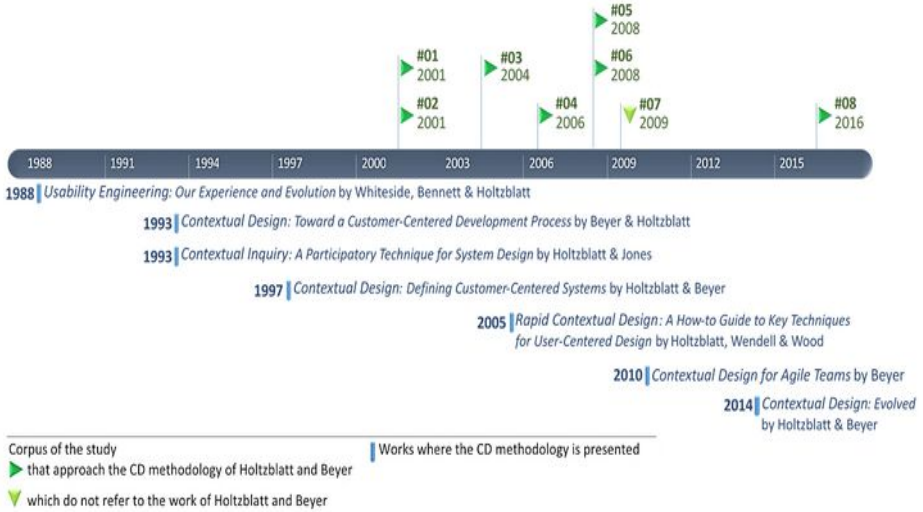 #05
2008
#01
2001
#03
2004
#06
2008
#02
2001
#04
2006
#07
2009
#08
2016
1988 1991 1994 1997 2000 2003 2006 2009 2012 2015
1988 Usability Engineering: Our Experience and Evolution by Whiteside, Bennett & Holtzblatt
1993 Contextual Design: Toward a Customer-Centered Development Process by Beyer & Holtzblatt
1993 Contextual Inquiry: A Participatory Technique for System Design by Holtzblatt & Jones
1997 Contextual Design: Defining Customer-Centered Systems by Holtzblatt & Beyer
2005 Rapid Contextual Design: A How-to Guide to Key Techniques
for User-Centered Design by Holtzblatt, Wendell & Wood
2010 Contextual Design for Agile Teams by Beyer
2014 Contextual Design: Evolved
by Holtzblatt & Beyer
Corpus of the study
that approach the CD methodology of Holtzblatt and Beyer
which do not refer to the work of Holtzblatt and Beyer
Works where the CD methodology is presented